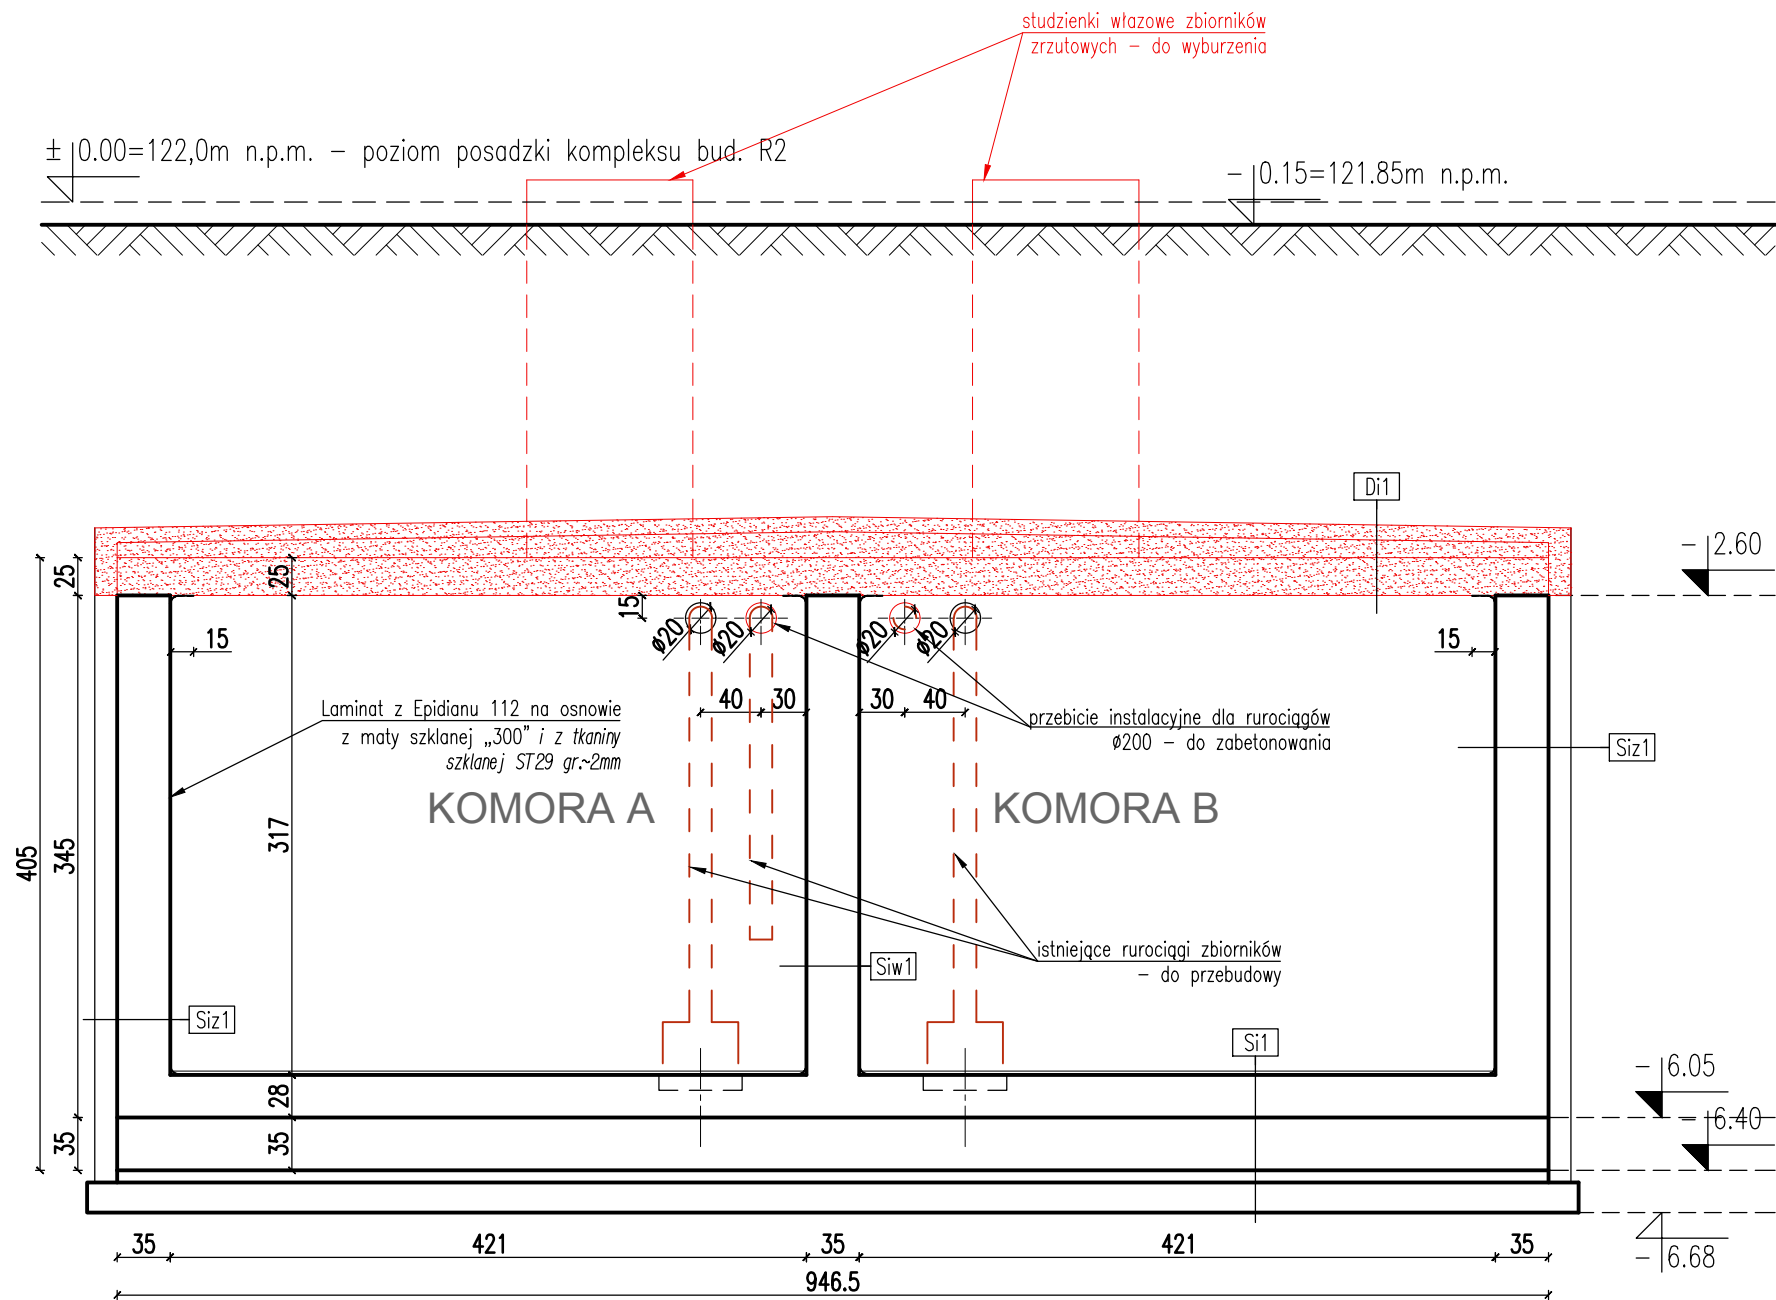 studzienki włazowe zbiorników
zrzutowych – do wyburzenia
± 0.00=122,0m n.p.m. – poziom posadzki kompleksu bud. R2
– 0.15=121.85m n.p.m.
Di1
– 2.60
25
25
15
ø20
ø20
ø20
ø20
15
15
40
30
30
40
Laminat z Epidianu 112 na osnowie
z maty szklanej „300” i z tkaniny
szklanej ST29 gr.~2mm
przebicie instalacyjne dla rurociągów
ø200 – do zabetonowania
Siz1
KOMORA A
KOMORA B
405
345
317
istniejące rurociągi zbiorników
– do przebudowy
Siw1
Siz1
Si1
– 6.05
28
– 6.40
35
35
35
421
35
421
35
– 6.68
946.5